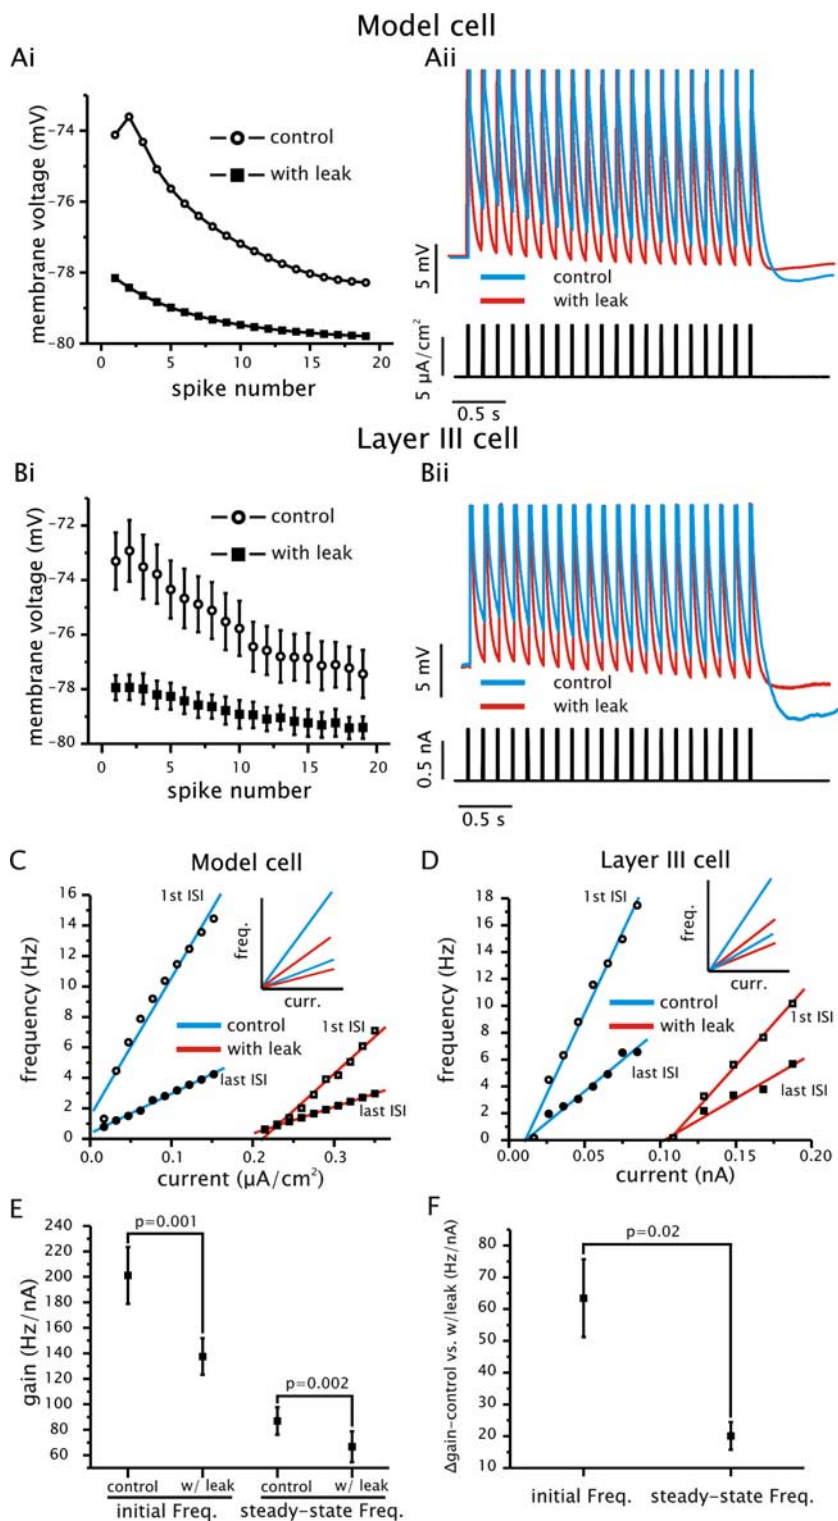 Model cell
Ai
Aii
membrane voltage (mV)
-74
-76
-78
-80
0 5 10 15 20
spike number
control
with leak
5 mV
control
with leak
5 µA/cm²
0.5 s
Layer III cell
Bi
Bii
membrane voltage (mV)
-72
-74
-76
-78
-80
0 5 10 15 20
spike number
control
with leak
5 mV
control
with leak
0.5 nA
0.5 s
C
Model cell
frequency (Hz)
16
14
12
10
8
6
4
2
0
0.0 0.1 0.2 0.3
current (µA/cm²)
1st ISI
freq.
curr.
control
with leak
1st ISI
last ISI
last ISI
D
Layer III cell
frequency (Hz)
18
16
14
12
10
8
6
4
2
0
0.00 0.05 0.10 0.15 0.20
current (nA)
1st ISI
freq.
curr.
control
with leak
1st ISI
last ISI
last ISI
E
gain (Hz/nA)
240
220
200
180
160
140
120
100
80
60
p=0.001
p=0.002
control w/ leak control w/ leak
initial Freq. steady-state Freq.
F
Δgain-control vs. w/leak (Hz/nA)
80
70
60
50
40
30
20
10
p=0.02
initial Freq. steady-state Freq.